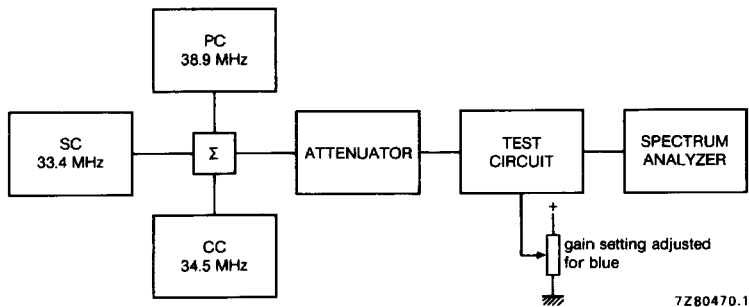 PC
38.9 MHz
SC
33.4 MHz
Σ
ATTENUATOR
TEST
CIRCUIT
SPECTRUM
ANALYZER
CC
34.5 MHz
+
gain setting adjusted
for blue
7Z80470.1